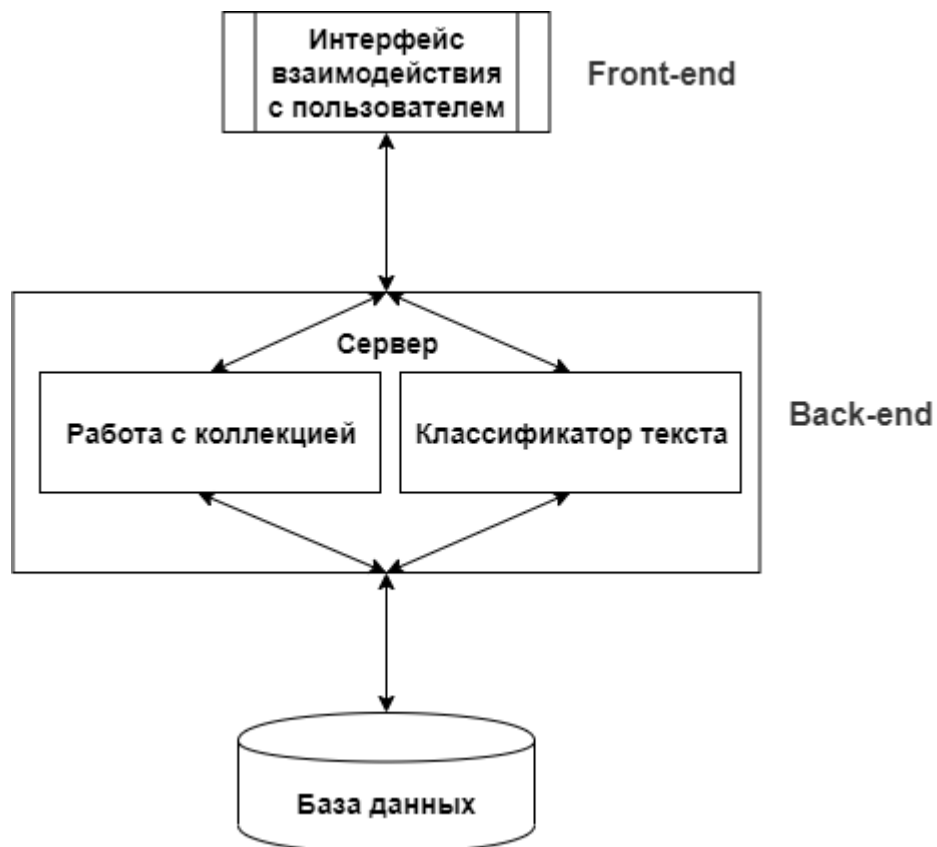 Интерфейс
взаимодействия
с пользователем
Front-end
Сервер
Работа с коллекцией
Классификатор текста
Back-end
База данных